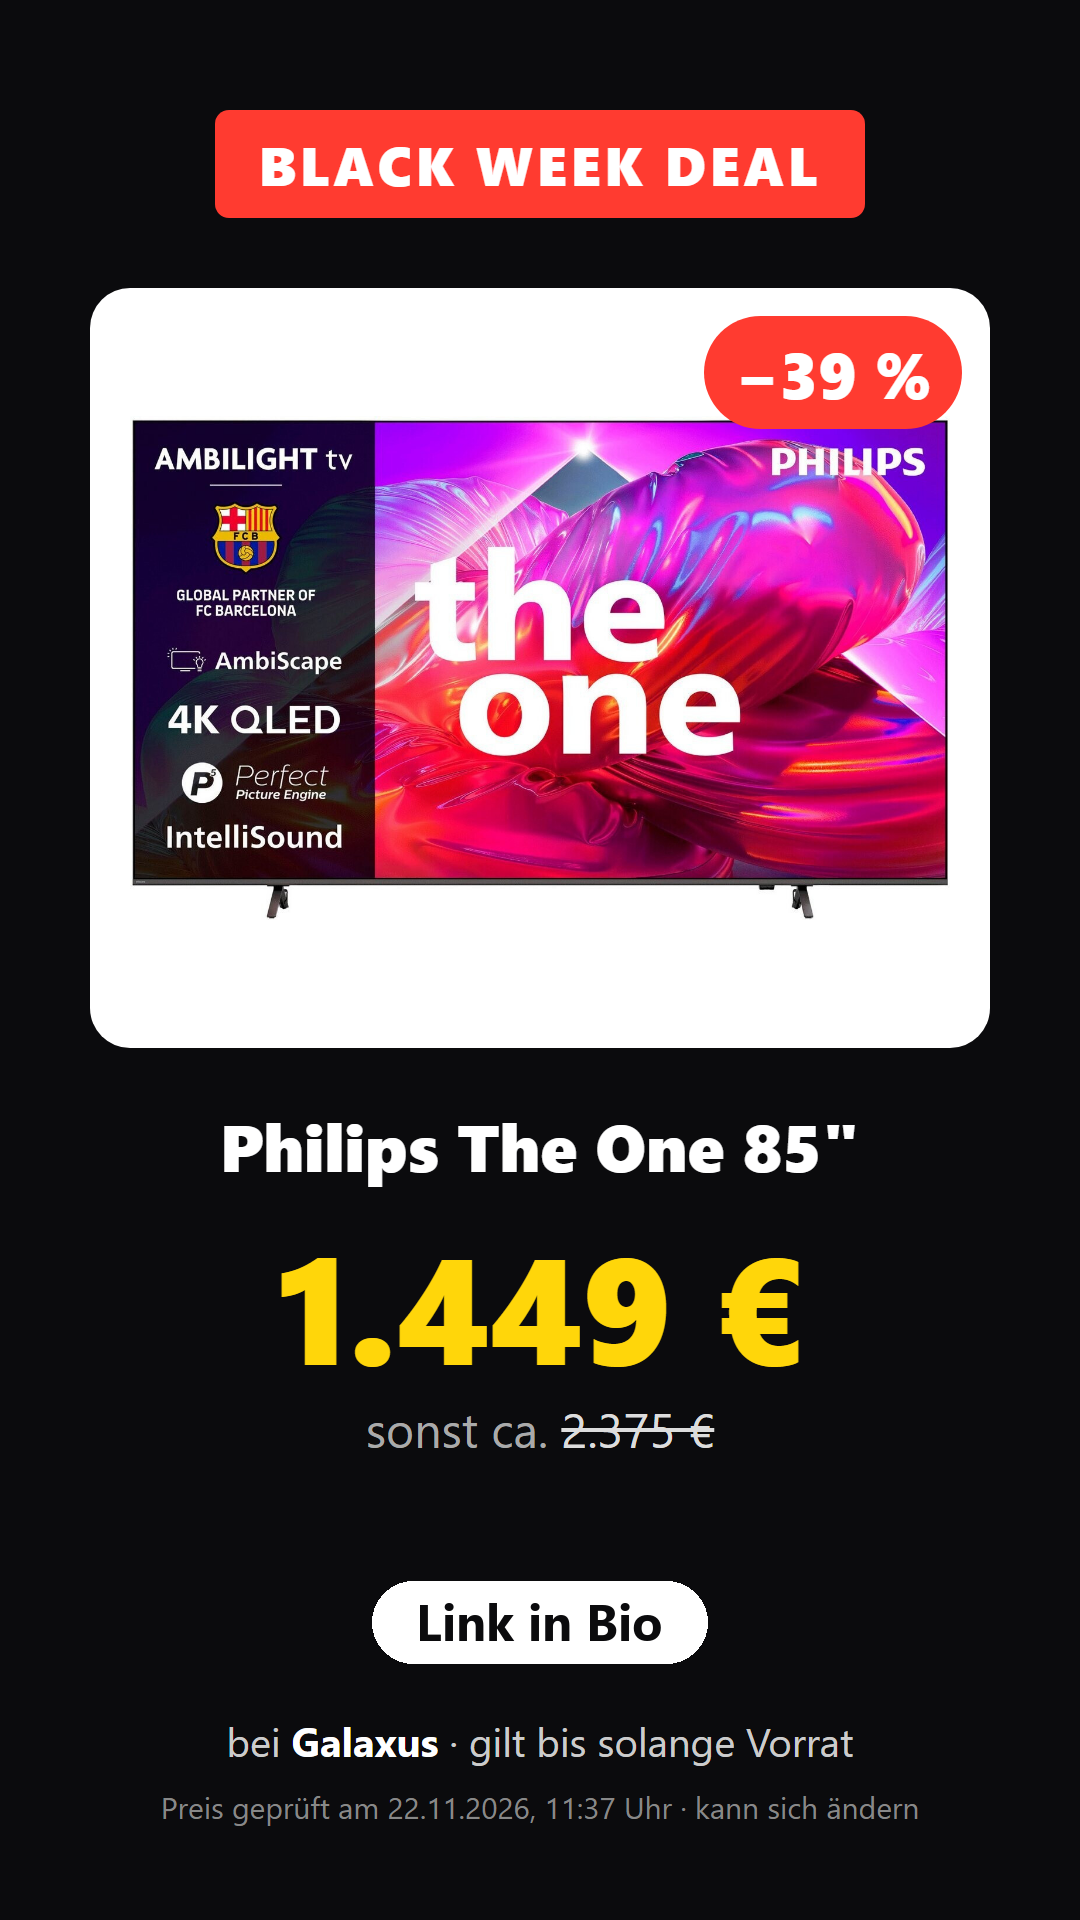 BLACK WEEK DEAL
–39 %
AMBILIGHT tv
PHILIPS
FCB
GLOBAL PARTNER OF
FC BARCELONA
AmbiScape
4K QLED
P5 Perfect
Picture Engine
IntelliSound
the
one
Philips The One 85"
1.449 €
sonst ca. 2.375 €
Link in Bio
bei Galaxus · gilt bis solange Vorrat
Preis geprüft am 22.11.2026, 11:37 Uhr · kann sich ändern